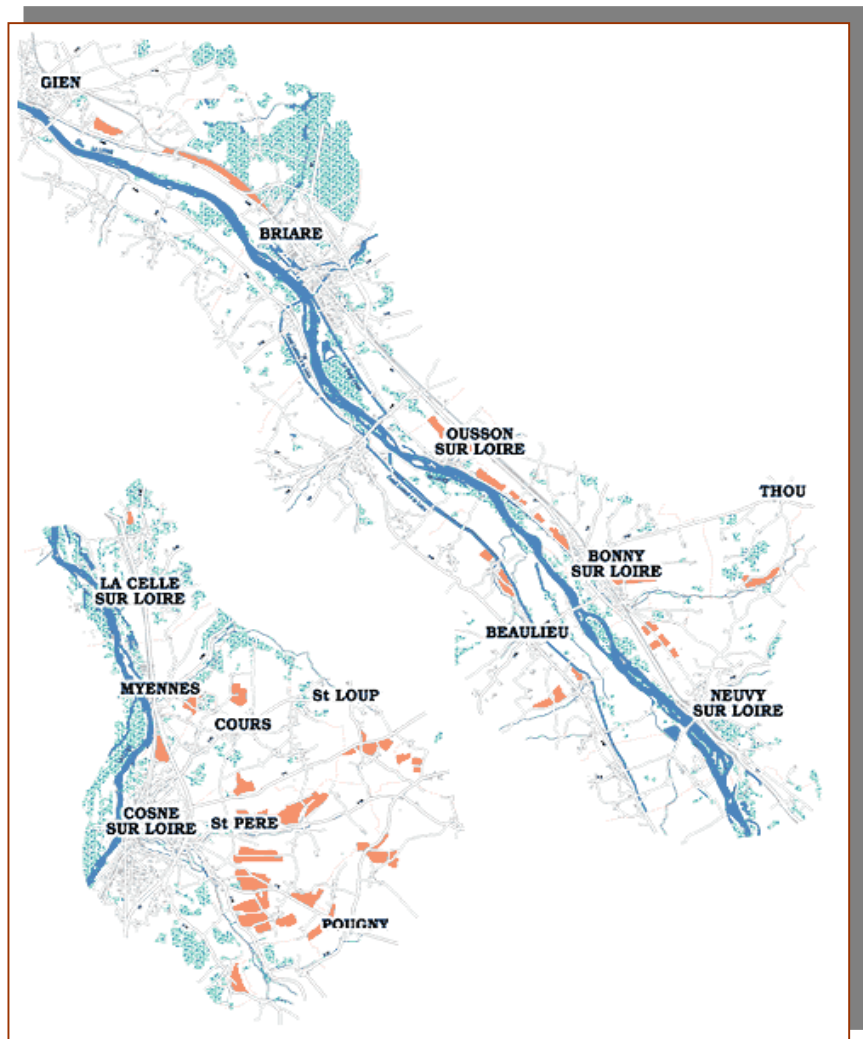 GIEN
BRIARE
OUSSON
SUR LOIRE
THOU
BONNY
SUR LOIRE
LA CELLE
SUR LOIRE
BEAULIEU
MYENNES
St LOUP
NEUVY
SUR LOIRE
COURS
COSNE
SUR LOIRE
St PERE
POUGNY